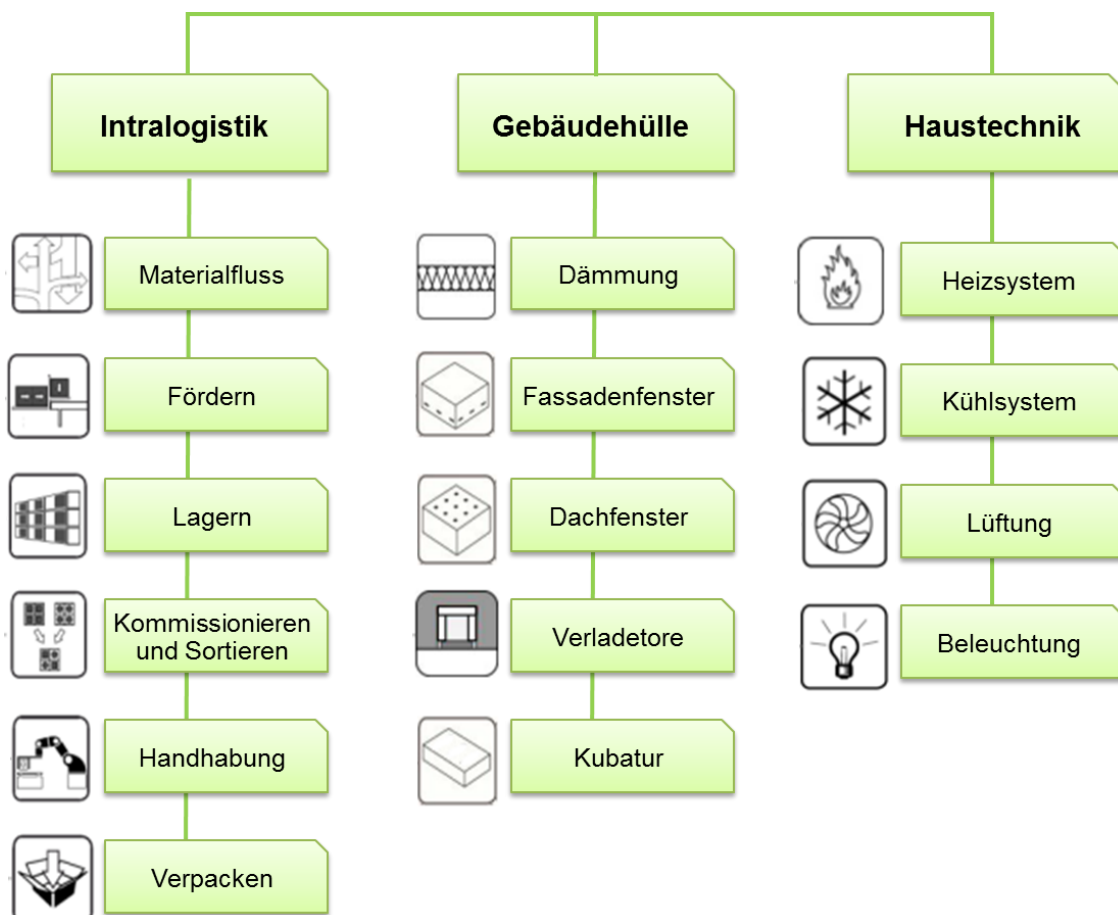 Intralogistik
Materialfluss
Fördern
Lagern
Kommissionieren
und Sortieren
Handhabung
Verpacken
Gebäudehülle
Dämmung
Fassadenfenster
Dachfenster
Verladetore
Kubatur
Haustechnik
Heizsystem
Kühlsystem
Lüftung
Beleuchtung